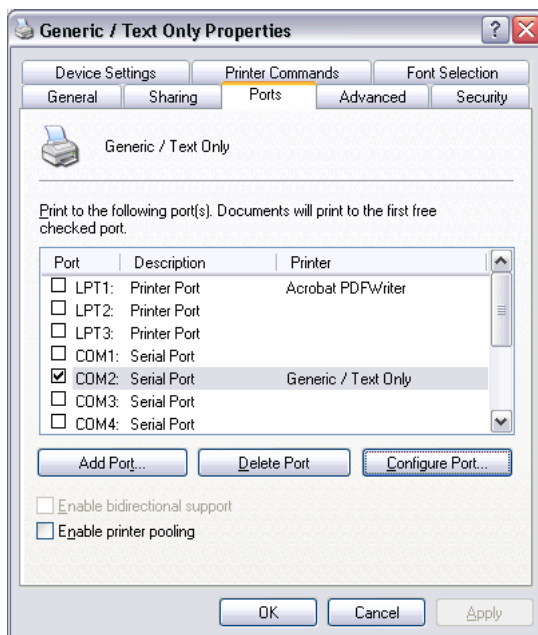 Generic / Text Only Properties
Device Settings Printer Commands Font Selection
General Sharing Ports Advanced Security
Generic / Text Only
Print to the following port(s). Documents will print to the first free
checked port.
Port Description Printer
LPT1: Printer Port Acrobat PDFWriter
LPT2: Printer Port
LPT3: Printer Port
COM1: Serial Port
COM2: Serial Port Generic / Text Only
COM3: Serial Port
COM4: Serial Port
Add Port... Delete Port Configure Port...
Enable bidirectional support
Enable printer pooling
OK Cancel Apply